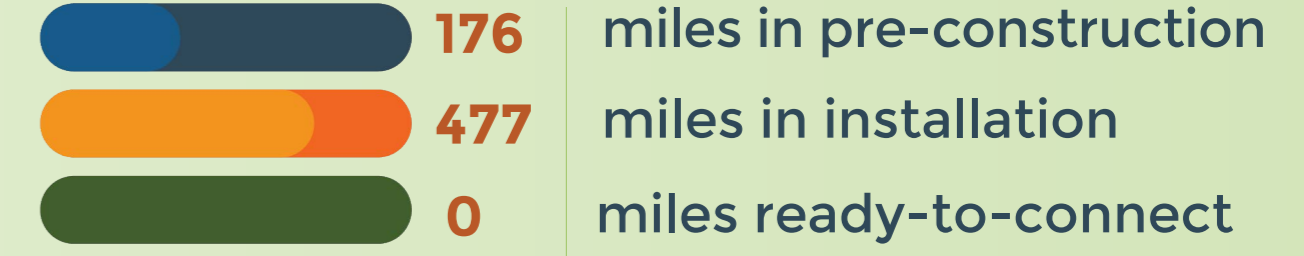 176 miles in pre-construction
477 miles in installation
0 miles ready-to-connect